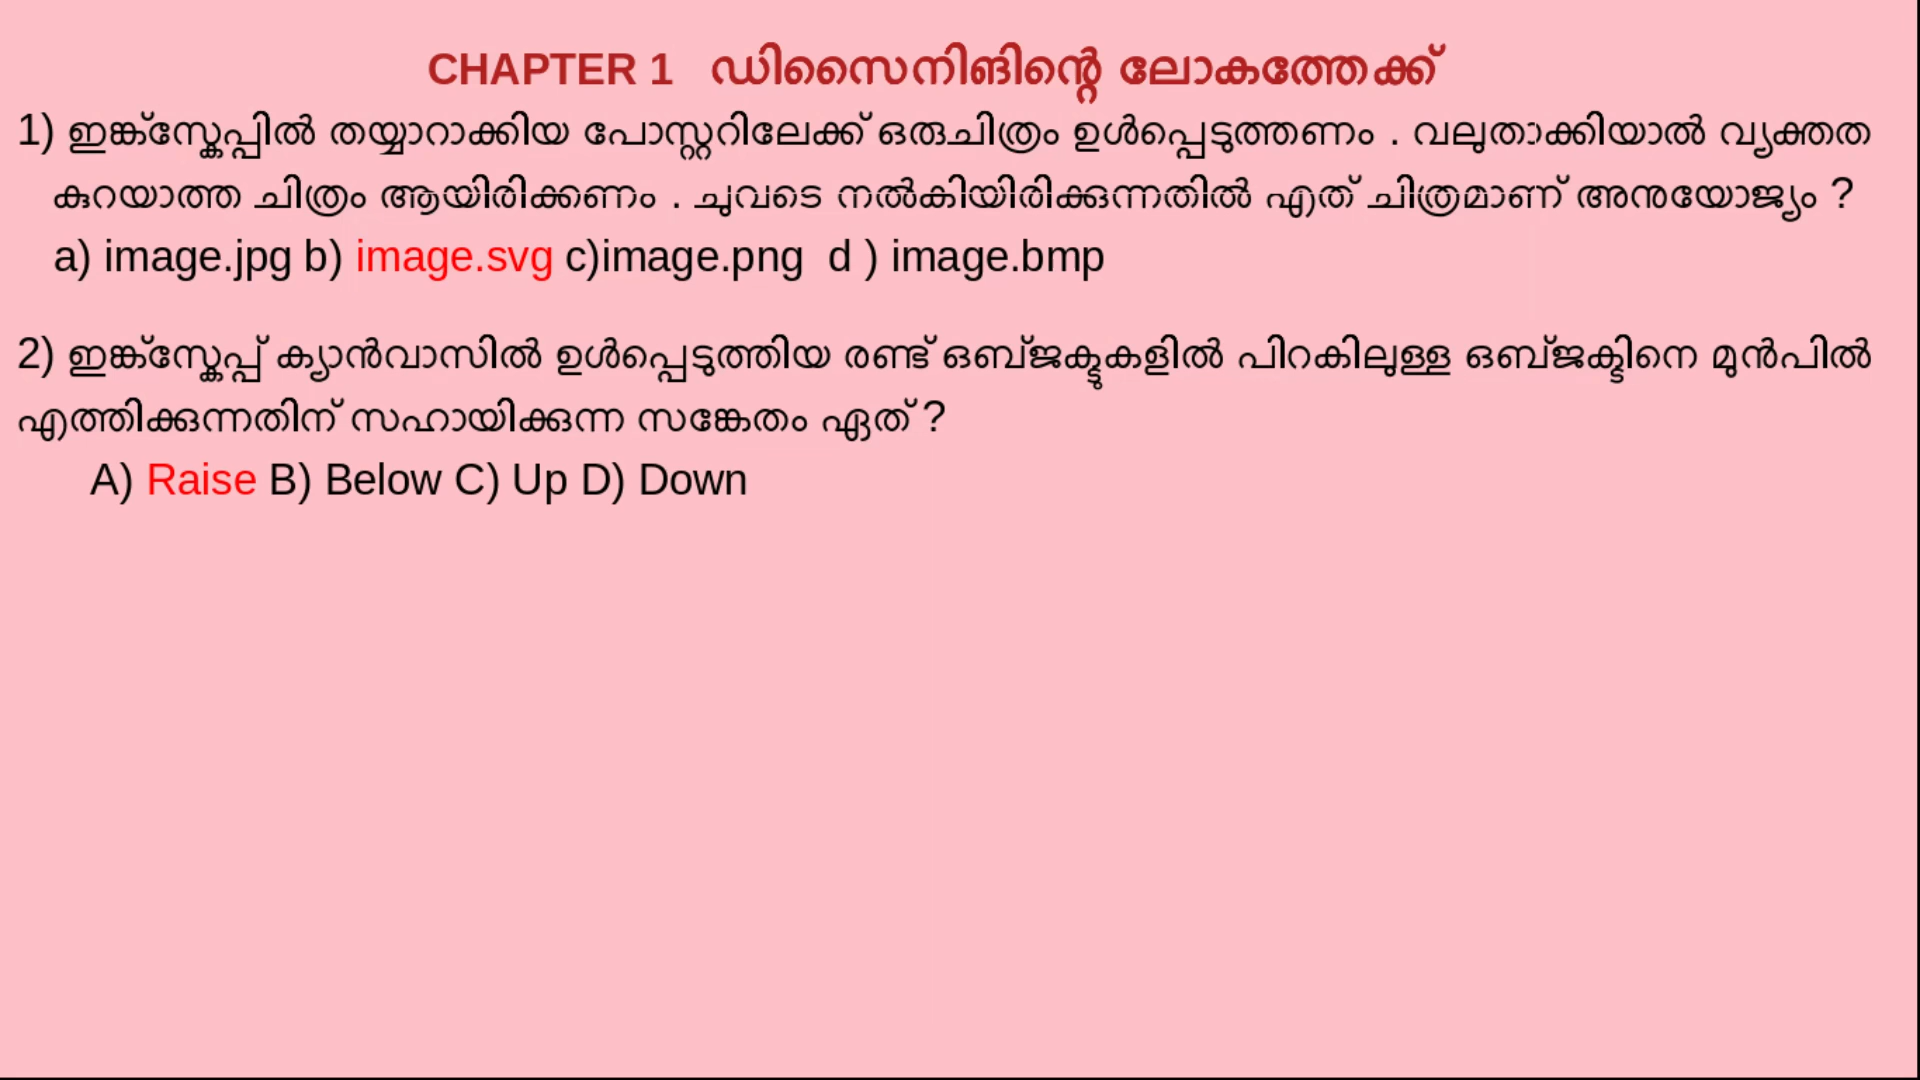 CHAPTER 1 ഡിസൈനിങിന്റെ ലോകത്തേക്ക്
1) ഇങ്ക്സ്കേപ്പിൽ തയ്യാറാക്കിയ പോസ്റ്ററിലേക്ക് ഒരുചിത്രം ഉൾപ്പെടുത്തണം . വലുതാക്കിയാൽ വ്യക്തത
കുറയാത്ത ചിത്രം ആയിരിക്കണം . ചുവടെ നൽകിയിരിക്കുന്നതിൽ എത് ചിത്രമാണ് അനുയോജ്യം ?
a) image.jpg b) image.svg c)image.png d ) image.bmp
2) ഇങ്ക്സ്കേപ്പ് ക്യാൻവാസിൽ ഉൾപ്പെടുത്തിയ രണ്ട് ഒബ്ജക്ടുകളിൽ പിറകിലുള്ള ഒബ്ജക്ടിനെ മുൻപിൽ
എത്തിക്കുന്നതിന് സഹായിക്കുന്ന സങ്കേതം ഏത് ?
A) Raise B) Below C) Up D) Down